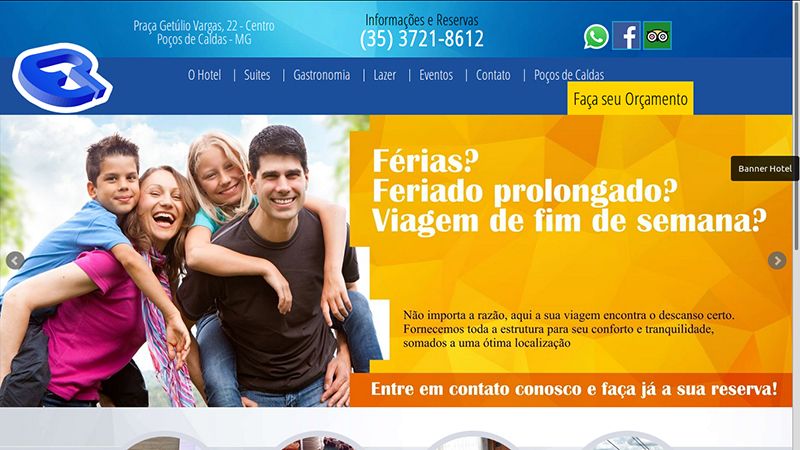 Praça Getúlio Vargas, 22 - Centro
Poços de Caldas - MG
Informações e Reservas
(35) 3721-8612
O Hotel | Suites | Gastronomia | Lazer | Eventos | Contato | Poços de Caldas
Faça seu Orçamento
Férias?
Feriado prolongado?
Viagem de fim de semana?
Banner Hotel
Não importa a razão, aqui a sua viagem encontra o descanso certo.
Fornecemos toda a estrutura para seu conforto e tranquilidade,
somados a uma ótima localização
Entre em contato conosco e faça já a sua reserva!